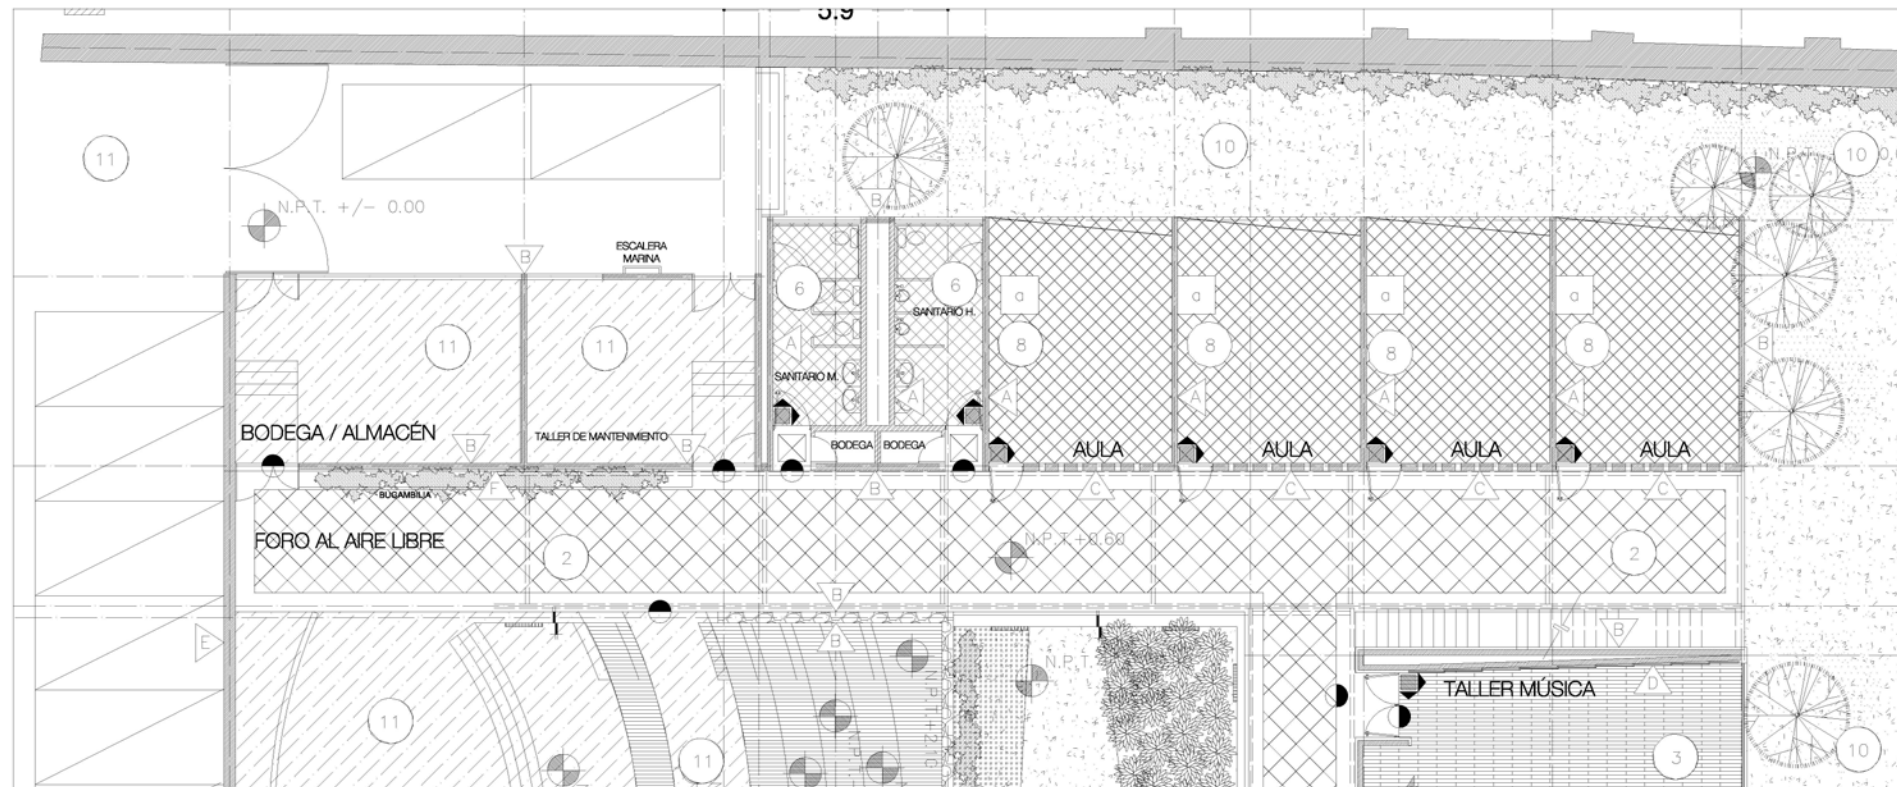 5.9
11
10
N.P.T.
10
N.P.T. +/- 0.00
B
ESCALERA
MARINA
B
6
6
SANITARIO H.
a
a
a
a
11
11
A
8
8
8
8
B
SANITARIO M.
A
A
A
A
A
BODEGA / ALMACÉN
B
TALLER DE MANTENIMIENTO
B
BODEGA
BODEGA
AULA
AULA
AULA
AULA
BUGAMBILIA
F
B
C
C
C
C
FORO AL AIRE LIBRE
2
N.P.T.+0.60
2
B
E
B
B
N.P.T.
N.P.T.+2.10
TALLER MÚSICA
D
11
11
N.P.T.
3
10